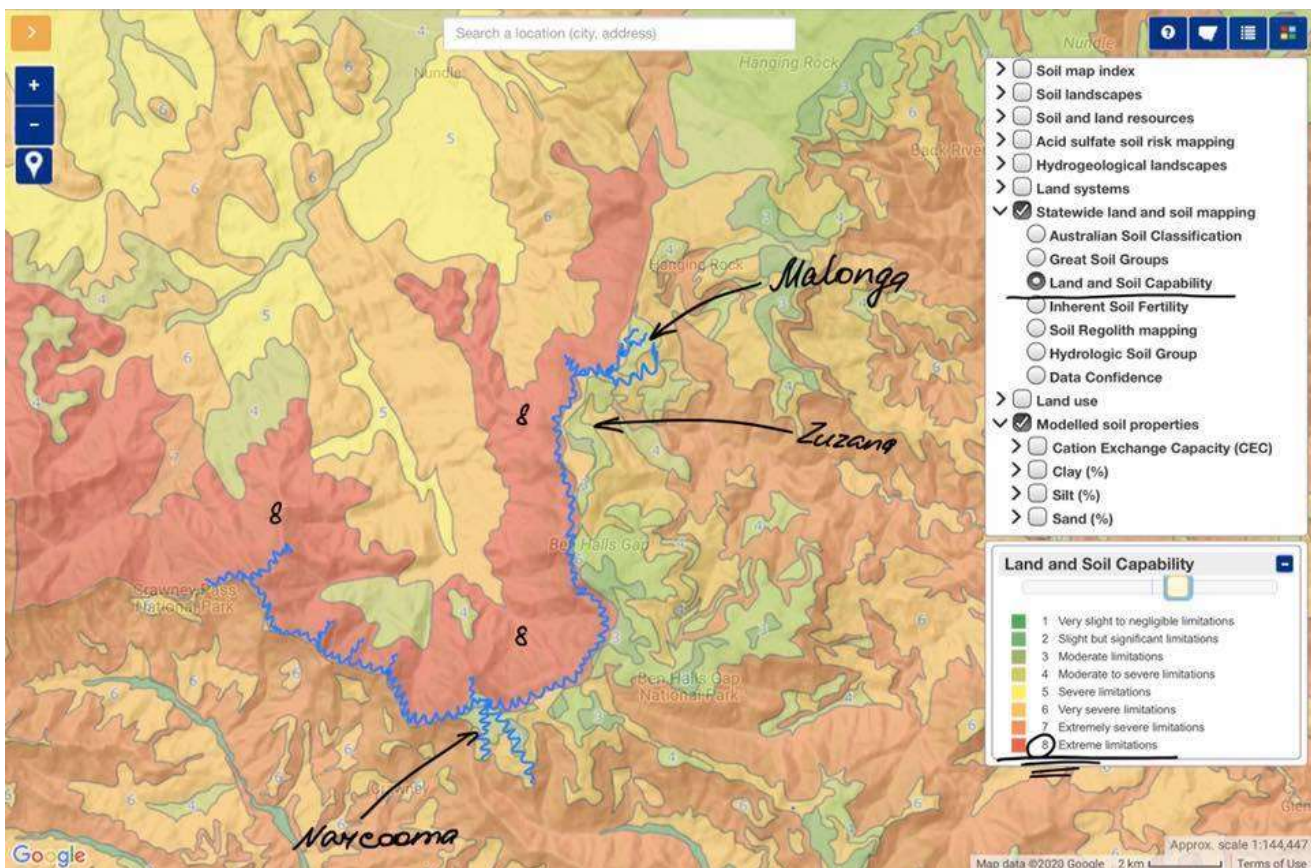 Search a location (city, address)
Nundle
Nundle
Hanging Rock
Back River
Hanging Rock
Malonga
Zuzana
8
8
8
Ben Halls Gap
Crawney Pass
National Park
Ben Halls Gap
National Park
Crawney
Google
> Soil map index
> Soil landscapes
> Soil and land resources
> Acid sulfate soil risk mapping
> Hydrogeological landscapes
> Land systems
Statewide land and soil mapping
Australian Soil Classification
Great Soil Groups
Land and Soil Capability
Inherent Soil Fertility
Soil Regolith mapping
Hydrologic Soil Group
Data Confidence
> Land use
Modelled soil properties
> Cation Exchange Capacity (CEC)
> Clay (%)
> Silt (%)
> Sand (%)
Land and Soil Capability
1 Very slight to negligible limitations
2 Slight but significant limitations
3 Moderate limitations
4 Moderate to severe limitations
5 Severe limitations
6 Very severe limitations
7 Extremely severe limitations
8 Extreme limitations
Approx. scale 1:144,447
Map data ©2020 Google 2 km Terms of Use